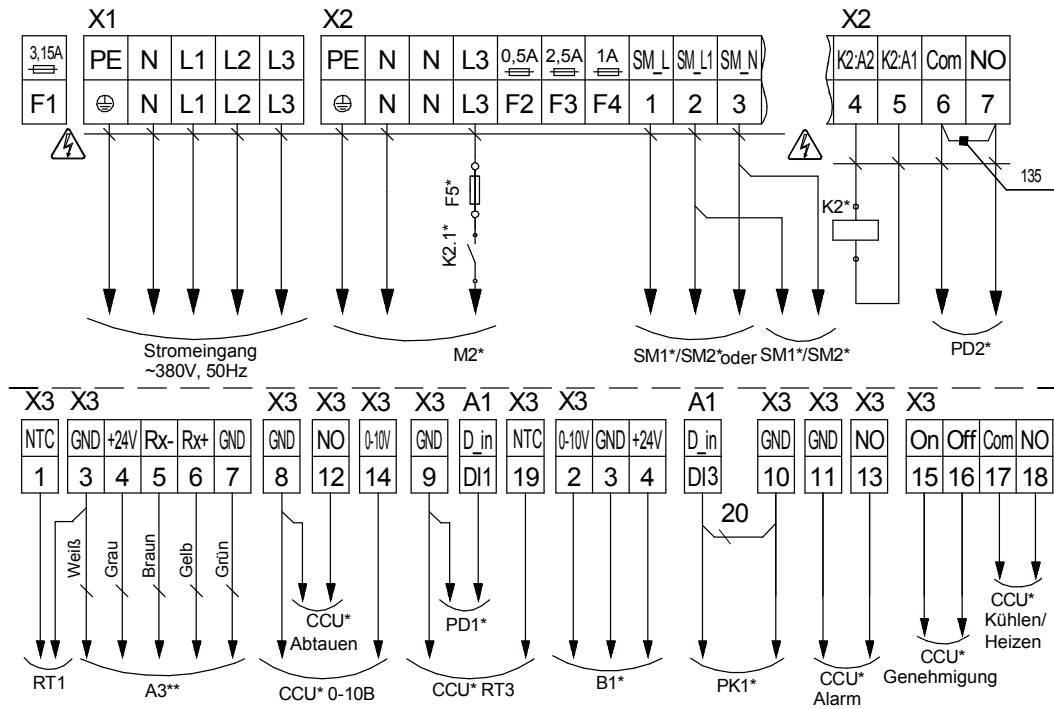 X1 X2 X2
3,15A PE N L1 L2 L3 PE N N L3 0,5A 2,5A 1A SM_L SM_L1 SM_N K2:A2 K2:A1 Com NO
F1 N L1 L2 L3 N N L3 F2 F3 F4 1 2 3 4 5 6 7
135
F5*
K2*
K2.1*
Stromeingang
~380V, 50Hz
M2*
SM1*/SM2* oder SM1*/SM2*
PD2*
X3 X3 X3 X3 X3 X3 A1 X3 X3 A1 X3 X3 X3 X3
NTC GND +24V Rx- Rx+ GND GND NO 0-10V GND D_in NTC 0-10V GND +24V D_in GND GND NO On Off Com NO
1 3 4 5 6 7 8 12 14 9 DI1 19 2 3 4 DI3 10 11 13 15 16 17 18
20
Weiß
Grau
Braun
Gelb
Grün
CCU*
Abtauen
PD1*
CCU*
Kühlen/
Heizen
RT1
A3**
CCU* 0-10B
CCU* RT3
B1*
PK1*
CCU*
Alarm
CCU*
Genehmigung